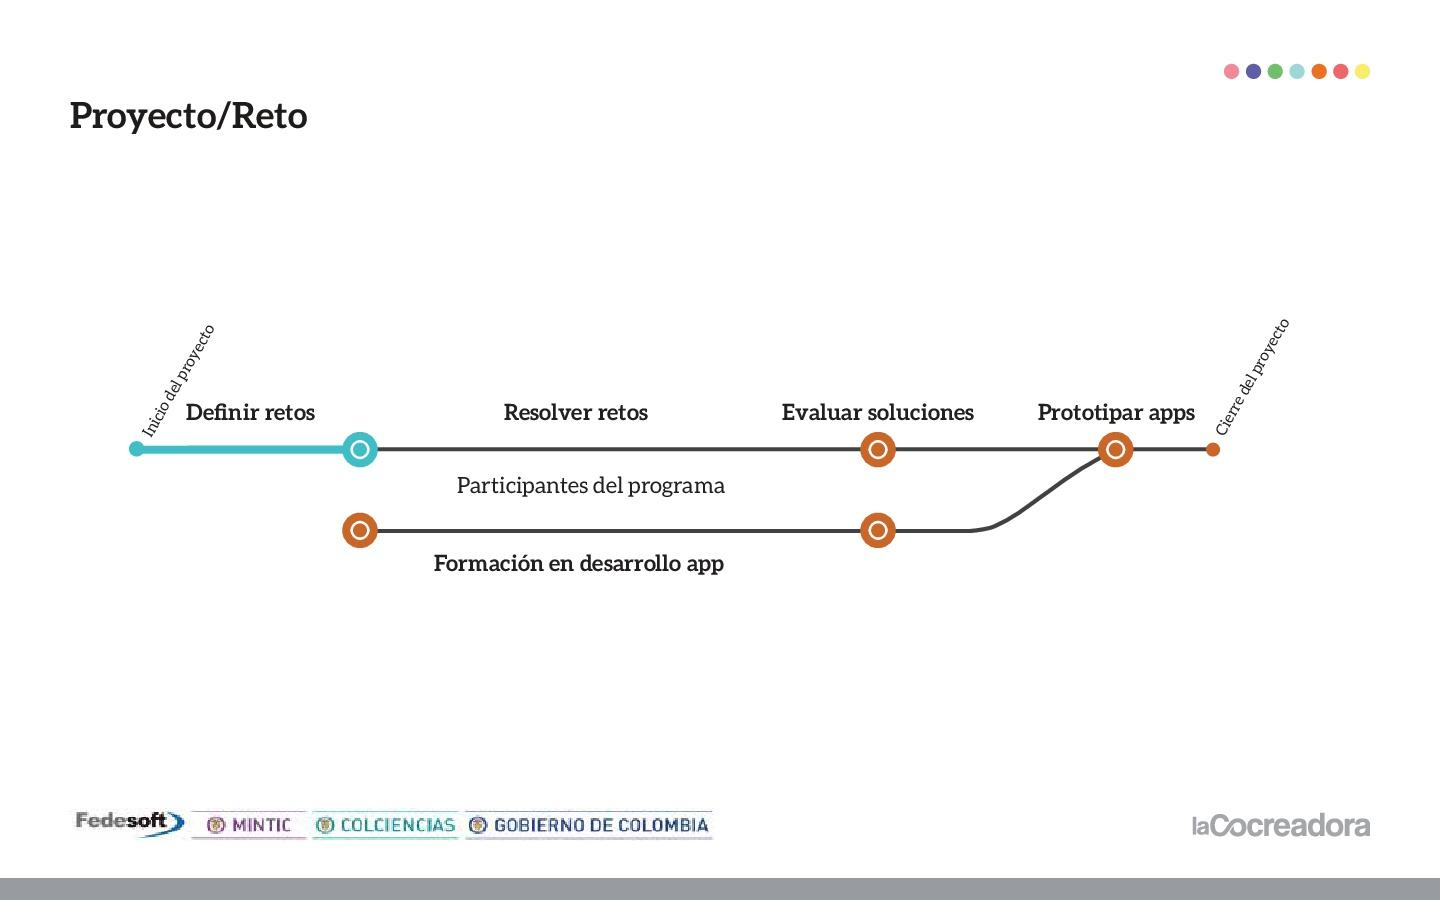 Proyecto/Reto
Inicio del proyecto
Cierre del proyecto
Definir retos
Resolver retos
Evaluar soluciones
Prototipar apps
Participantes del programa
Formación en desarrollo app
Fedesoft
MINTIC
COLCIENCIAS
GOBIERNO DE COLOMBIA
laCocreadora